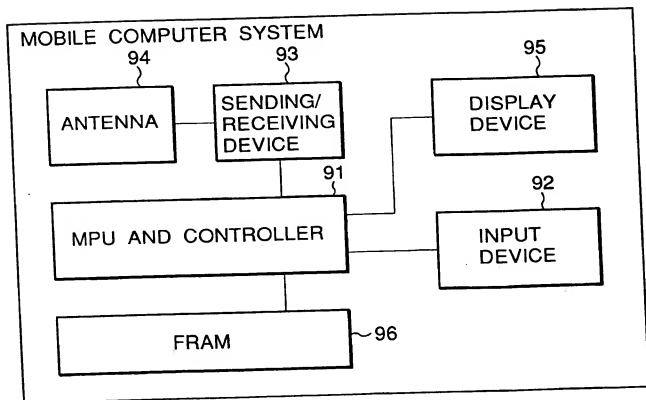 MOBILE COMPUTER SYSTEM
94
93
95
ANTENNA
SENDING/
RECEIVING
DEVICE
DISPLAY
DEVICE
91
92
MPU AND CONTROLLER
INPUT
DEVICE
FRAM
96